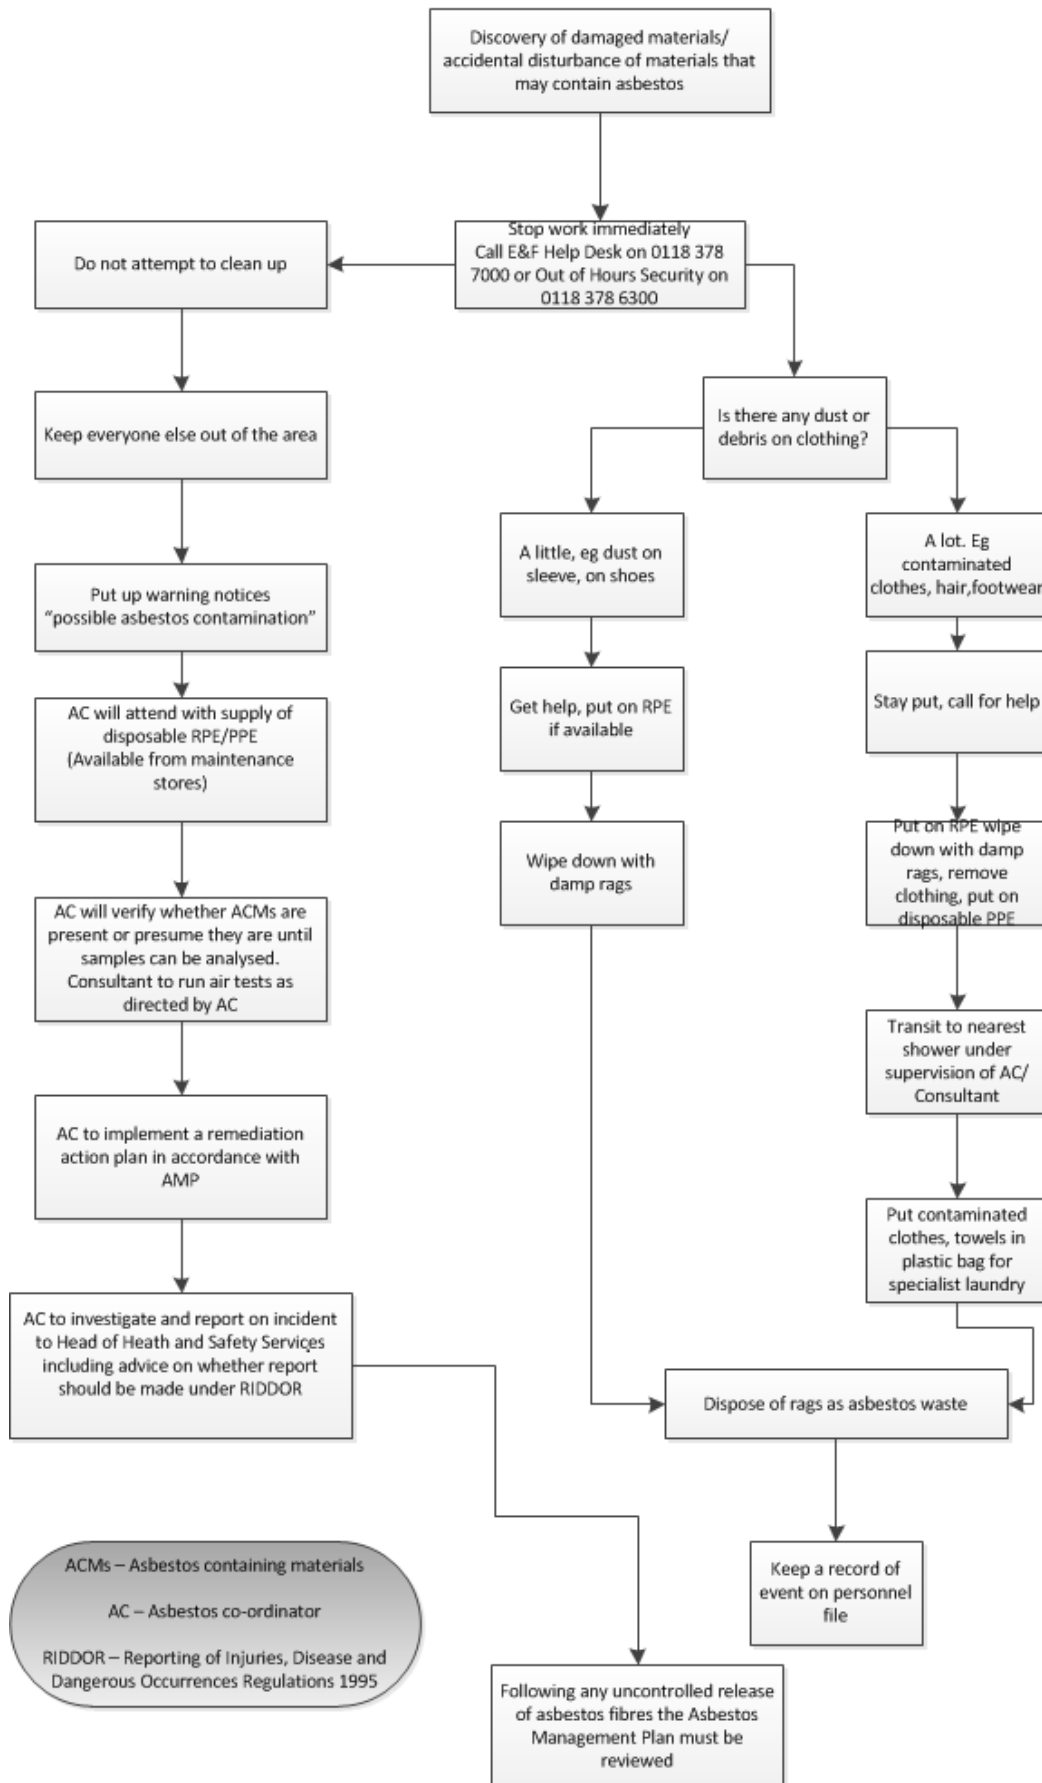 Discovery of damaged materials/
accidental disturbance of materials that
may contain asbestos
Stop work immediately
Call E&F Help Desk on 0118 378
7000 or Out of Hours Security on
0118 378 6300
Do not attempt to clean up
Keep everyone else out of the area
Put up warning notices
“possible asbestos contamination”
AC will attend with supply of
disposable RPE/PPE
(Available from maintenance
stores)
AC will verify whether ACMs are
present or presume they are until
samples can be analysed.
Consultant to run air tests as
directed by AC
AC to implement a remediation
action plan in accordance with
AMP
AC to investigate and report on incident
to Head of Heath and Safety Services
including advice on whether report
should be made under RIDDOR
Is there any dust or
debris on clothing?
A little, eg dust on
sleeve, on shoes
Get help, put on RPE
if available
Wipe down with
damp rags
A lot. Eg
contaminated
clothes, hair,footwear
Stay put, call for help
Put on RPE wipe
down with damp
rags, remove
clothing, put on
disposable PPE
Transit to nearest
shower under
supervision of AC/
Consultant
Put contaminated
clothes, towels in
plastic bag for
specialist laundry
Dispose of rags as asbestos waste
Keep a record of
event on personnel
file
Following any uncontrolled release
of asbestos fibres the Asbestos
Management Plan must be
reviewed
ACMs – Asbestos containing materials
AC – Asbestos co-ordinator
RIDDOR – Reporting of Injuries, Disease and
Dangerous Occurrences Regulations 1995